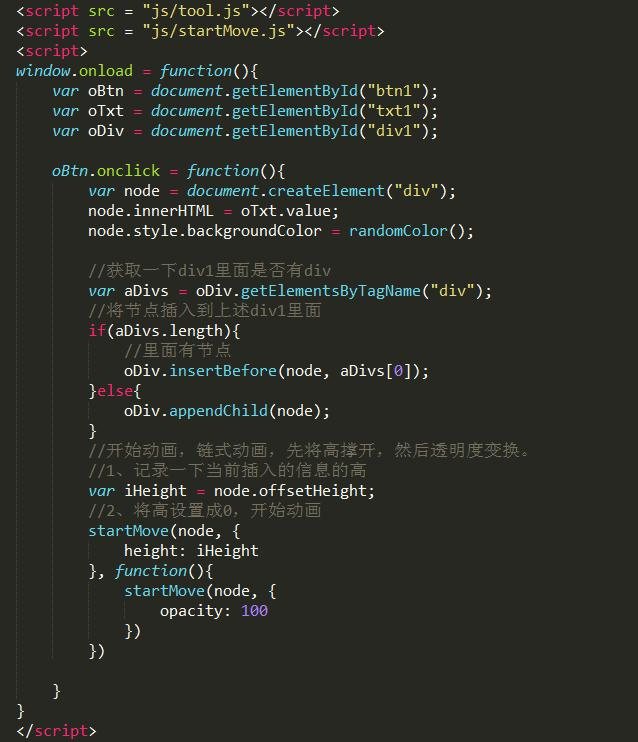 <script src = "js/tool.js"></script>
<script src = "js/startMove.js"></script>
<script>
window.onload = function(){
var oBtn = document.getElementById("btn1");
var oTxt = document.getElementById("txt1");
var oDiv = document.getElementById("div1");
oBtn.onclick = function(){
var node = document.createElement("div");
node.innerHTML = oTxt.value;
node.style.backgroundColor = randomColor();
//获取一下div1里面是否有div
var aDivs = oDiv.getElementsByTagName("div");
//将节点插入到上述div1里面
if(aDivs.length){
//里面有节点
oDiv.insertBefore(node, aDivs[0]);
}else{
oDiv.appendChild(node);
}
//开始动画，链式动画，先将高撑开，然后透明度变换。
//1、记录一下当前插入的信息的高
var iHeight = node.offsetHeight;
//2、将高设置成0，开始动画
startMove(node, {
height: iHeight
}, function(){
startMove(node, {
opacity: 100
})
})
}
}
</script>